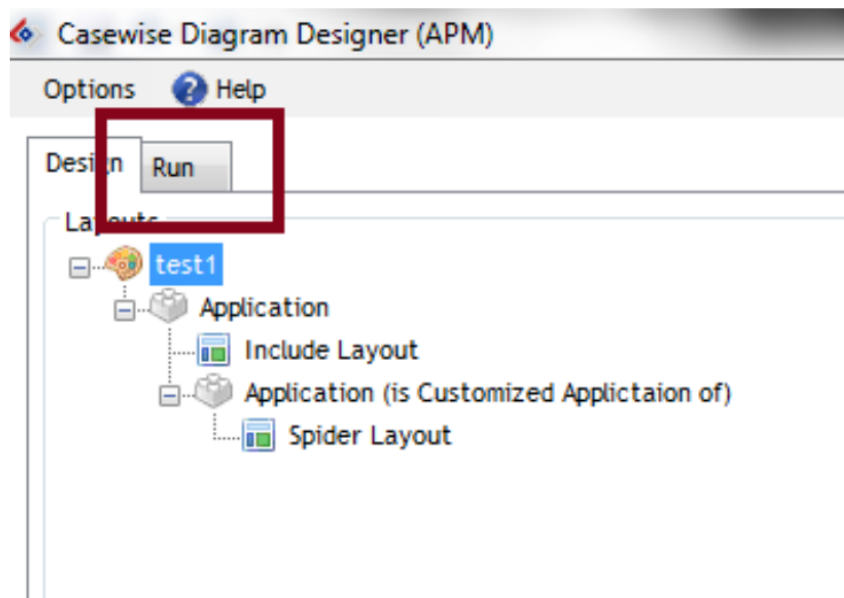 Casewise Diagram Designer (APM)
Options Help
Design Run
Layouts
test1
Application
Include Layout
Application (is Customized Applictaion of)
Spider Layout